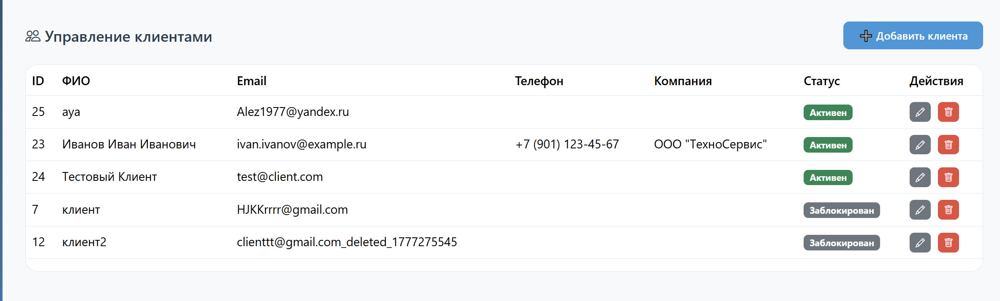 Управление клиентами
Добавить клиента
ID ФИО Email Телефон Компания Статус Действия
25 ауа Alez1977@yandex.ru Активен
23 Иванов Иван Иванович ivan.ivanov@example.ru +7 (901) 123-45-67 ООО "ТехноСервис" Активен
24 Тестовый Клиент test@client.com Активен
7 клиент HJKKrrrr@gmail.com Заблокирован
12 клиент2 clienttt@gmail.com_deleted_1777275545 Заблокирован